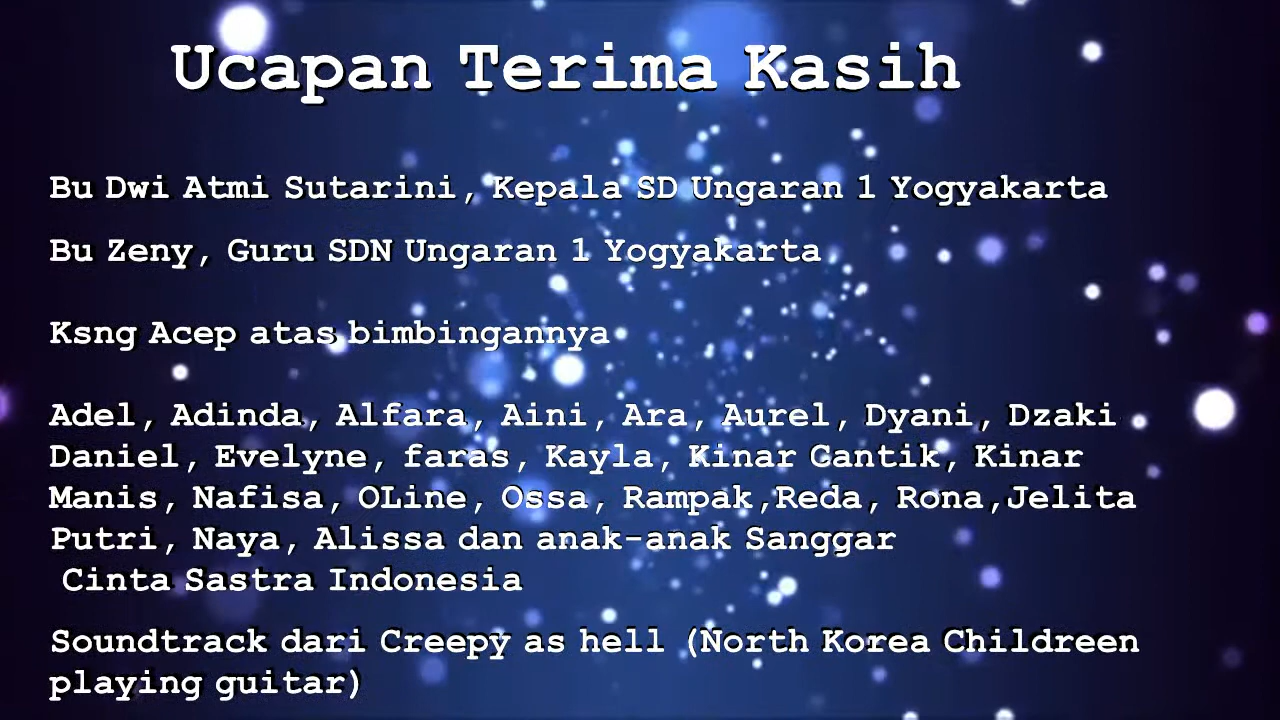 Ucapan Terima Kasih
Bu Dwi Atmi Sutarini, Kepala SD Ungaran 1 Yogyakarta
Bu Zeny, Guru SDN Ungaran 1 Yogyakarta
Ksng Acep atas bimbingannya
Adel, Adinda, Alfara, Aini, Ara, Aurel, Dyani, Dzaki
Daniel, Evelyne, faras, Kayla, Kinar Gantik, Kinar
Manis, Nafisa, OLine, Ossa, Rampak,Reda, Rona,Jelita
Putri, Naya, Alissa dan anak-anak Sanggar
Cinta Sastra Indonesia
Soundtrack dari Creepy as hell (North Korea Childreen
playing guitar)